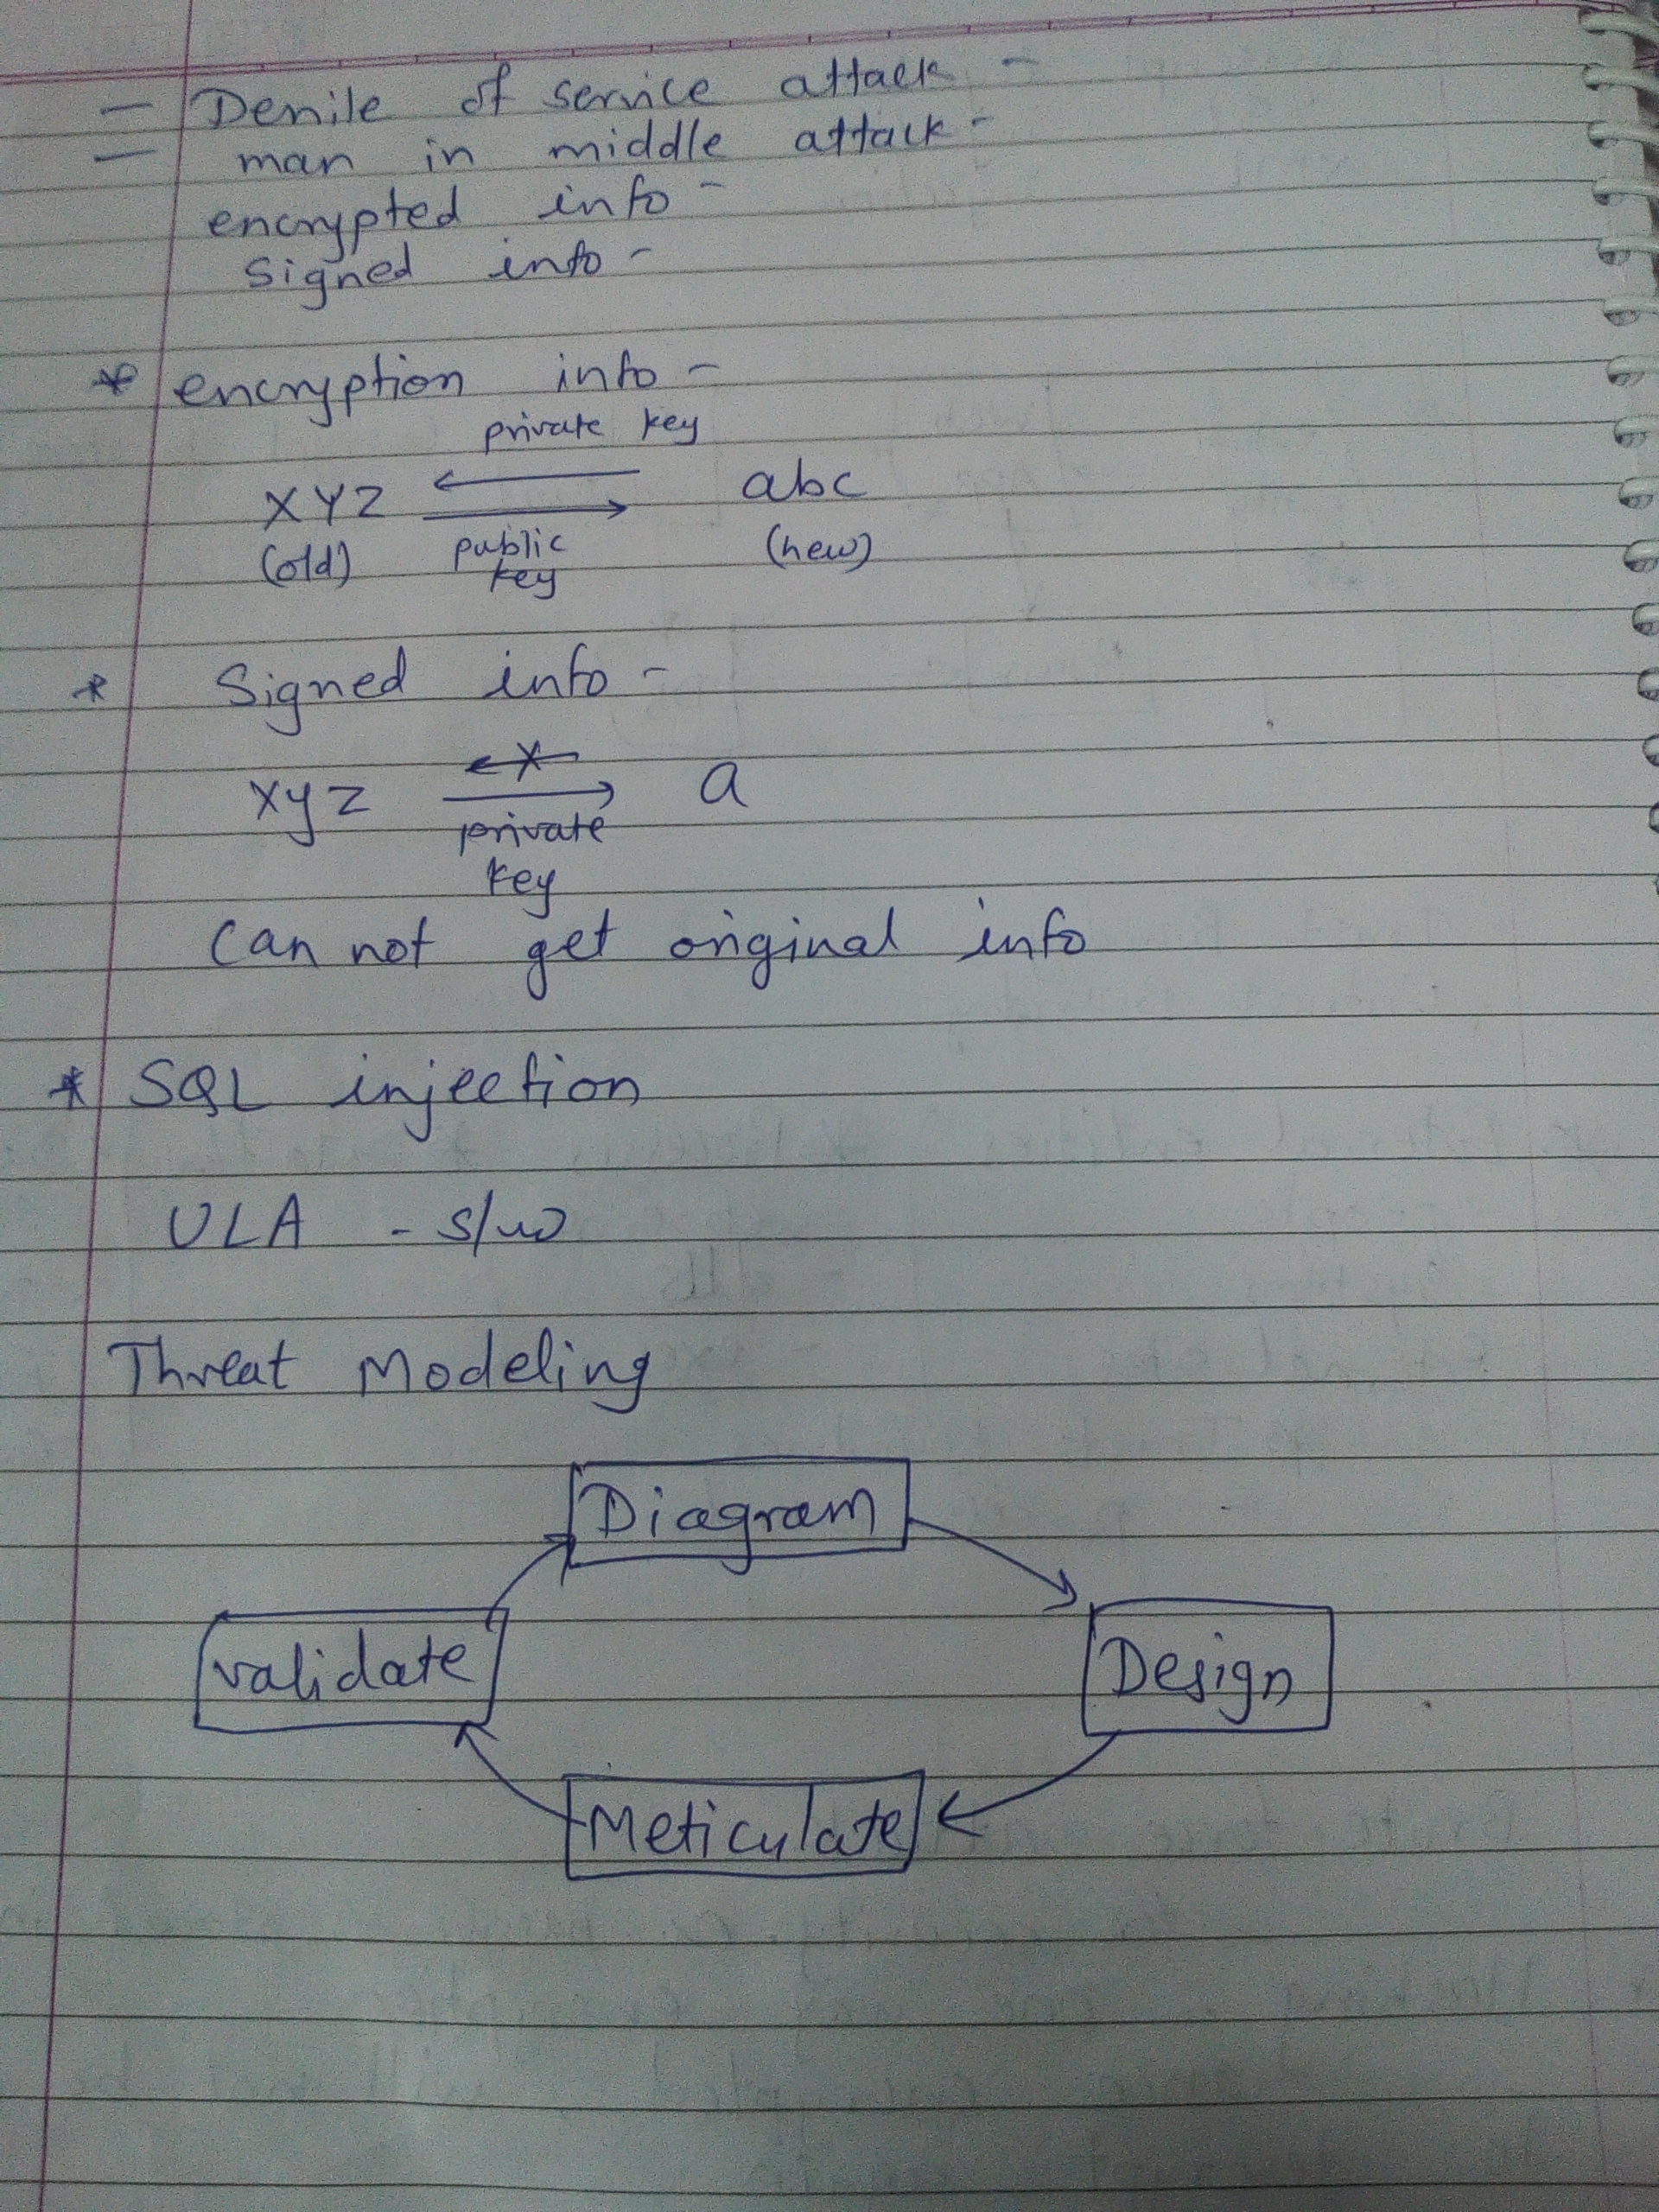 — Denile of service attack -
— man in middle attack -
encrypted info -
Signed info -
* encryption info -
private key
XYZ ← → abc
(old) public key (new)
* Signed info -
xyz → a
private
key
Can not get original info
* SQL injection
ULA - s/w
Threat Modeling
Diagram
validate
Design
Meticulate